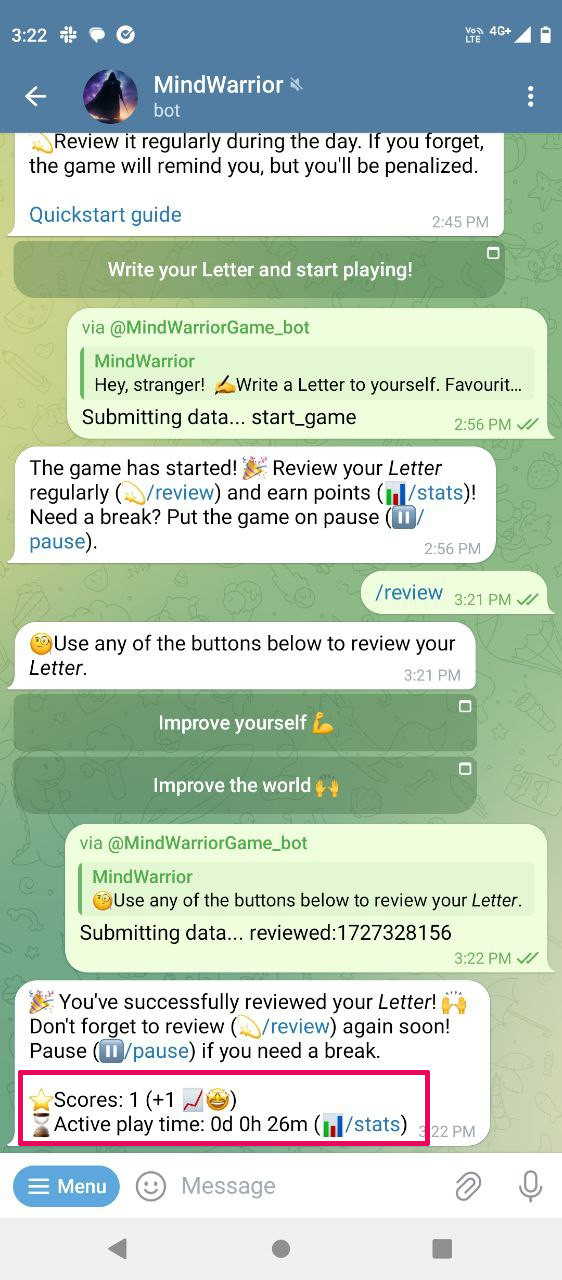 3:22
Vo)) LTE 4G+
MindWarrior
bot
💫Review it regularly during the day. If you forget,
the game will remind you, but you'll be penalized.
Quickstart guide
2:45 PM
Write your Letter and start playing!
via @MindWarriorGame_bot
MindWarrior
Hey, stranger! ✍️Write a Letter to yourself. Favourit...
Submitting data... start_game
2:56 PM
The game has started! 🎉 Review your Letter
regularly (💫/review) and earn points (📊/stats)!
Need a break? Put the game on pause (⏸️/
pause).
2:56 PM
/review 3:21 PM
🧐Use any of the buttons below to review your
Letter.
3:21 PM
Improve yourself 💪
Improve the world 🙌
via @MindWarriorGame_bot
MindWarrior
🧐Use any of the buttons below to review your Letter.
Submitting data... reviewed:1727328156
3:22 PM
🎉 You've successfully reviewed your Letter! 🙌
Don't forget to review (💫/review) again soon!
Pause (⏸️/pause) if you need a break.
⭐Scores: 1 (+1 📈🤩)
⏳Active play time: 0d 0h 26m (📊/stats)
3:22 PM
Menu
Message